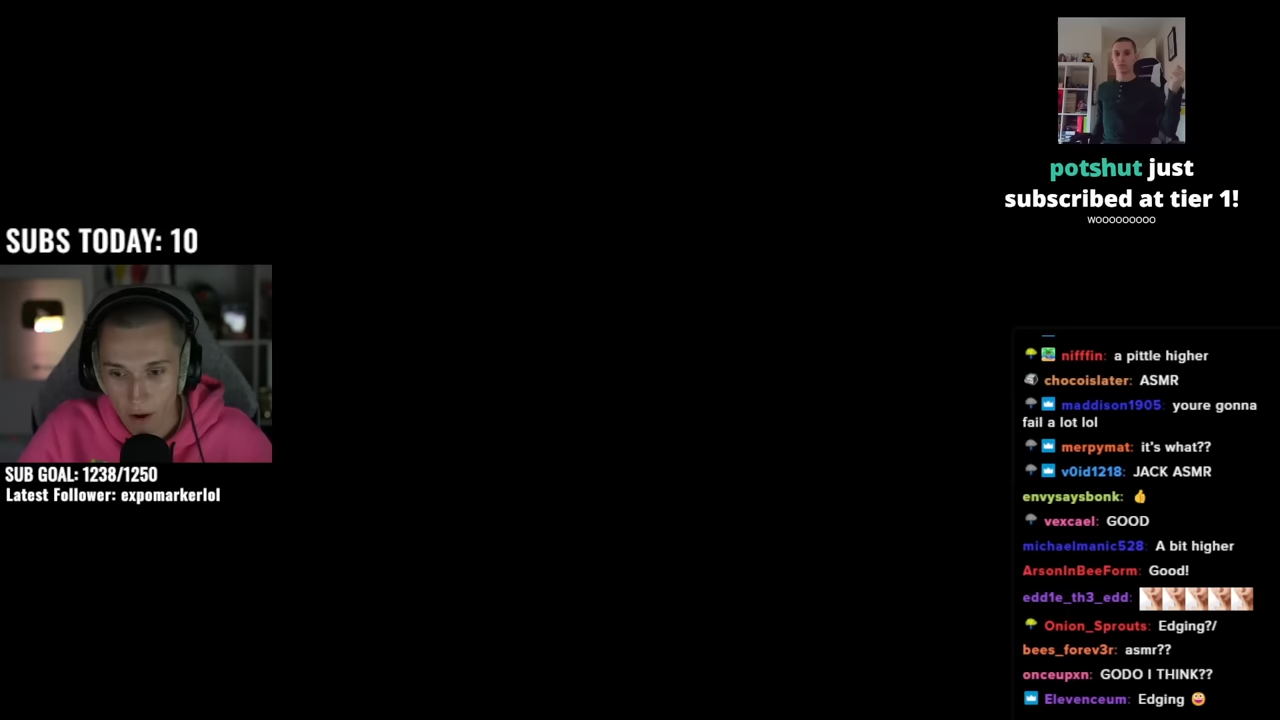 potshut just
subscribed at tier 1!
wooooooooo
SUBS TODAY: 10
SUB GOAL: 1238/1250
Latest Follower: expomarkerlol
nifffin: a pittle higher
chocoislater: ASMR
maddison1905: youre gonna
fail a lot lol
merpymat: it's what??
v0id1218: JACK ASMR
envysaysbonk: 👍
vexcael: GOOD
michaelmanic528: A bit higher
ArsonInBeeForm: Good!
edd1e_th3_edd:
Onion_Sprouts: Edging?/
bees_forev3r: asmr??
onceupxn: GODO I THINK??
Elevenceum: Edging 😀